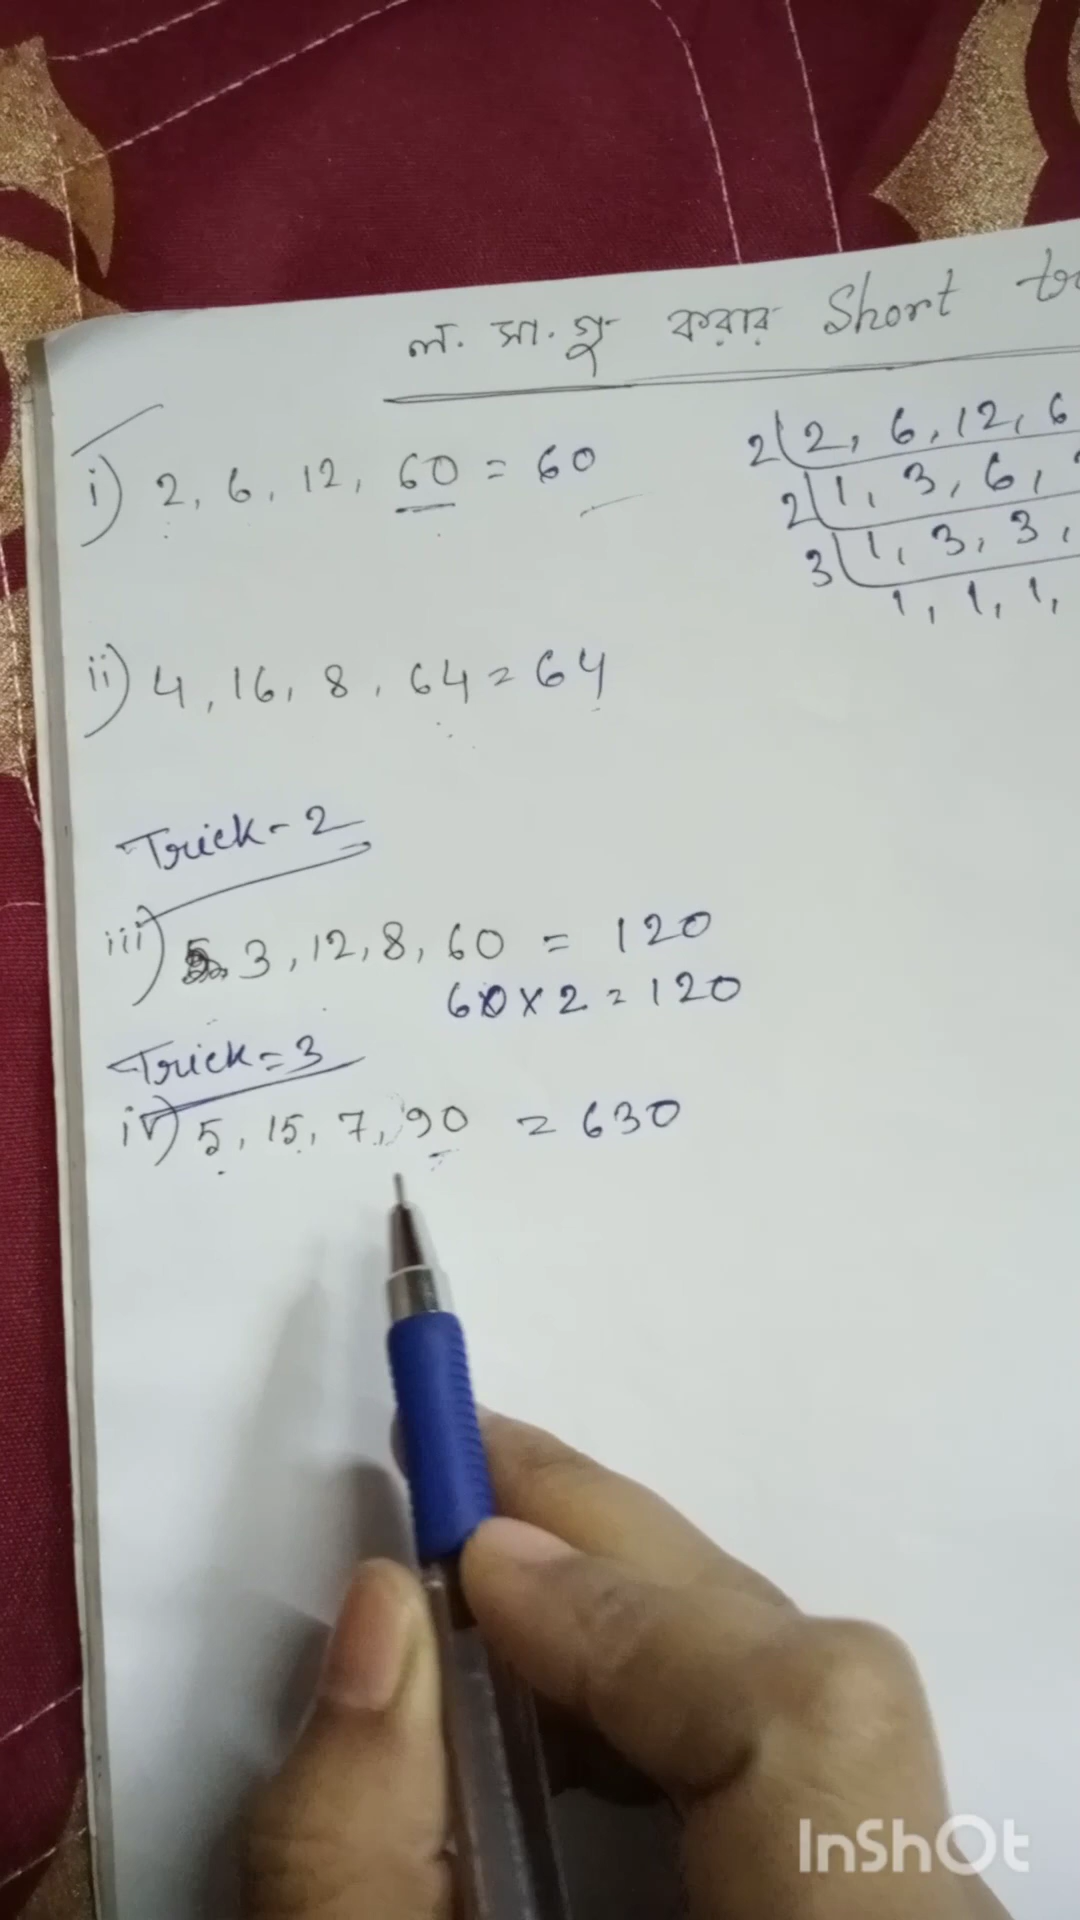 ল. সা. গু করার Short
i) 2, 6, 12, 60 = 60
2 2, 6, 12, 6
2 1, 3, 6,
3 1, 3, 3,
1, 1, 1,
ii) 4, 16, 8, 64 = 64
Trick - 2
iii) 3, 12, 8, 60 = 120
60 x 2 = 120
Trick = 3
iv) 5, 15, 7, 90 = 630
InShOt